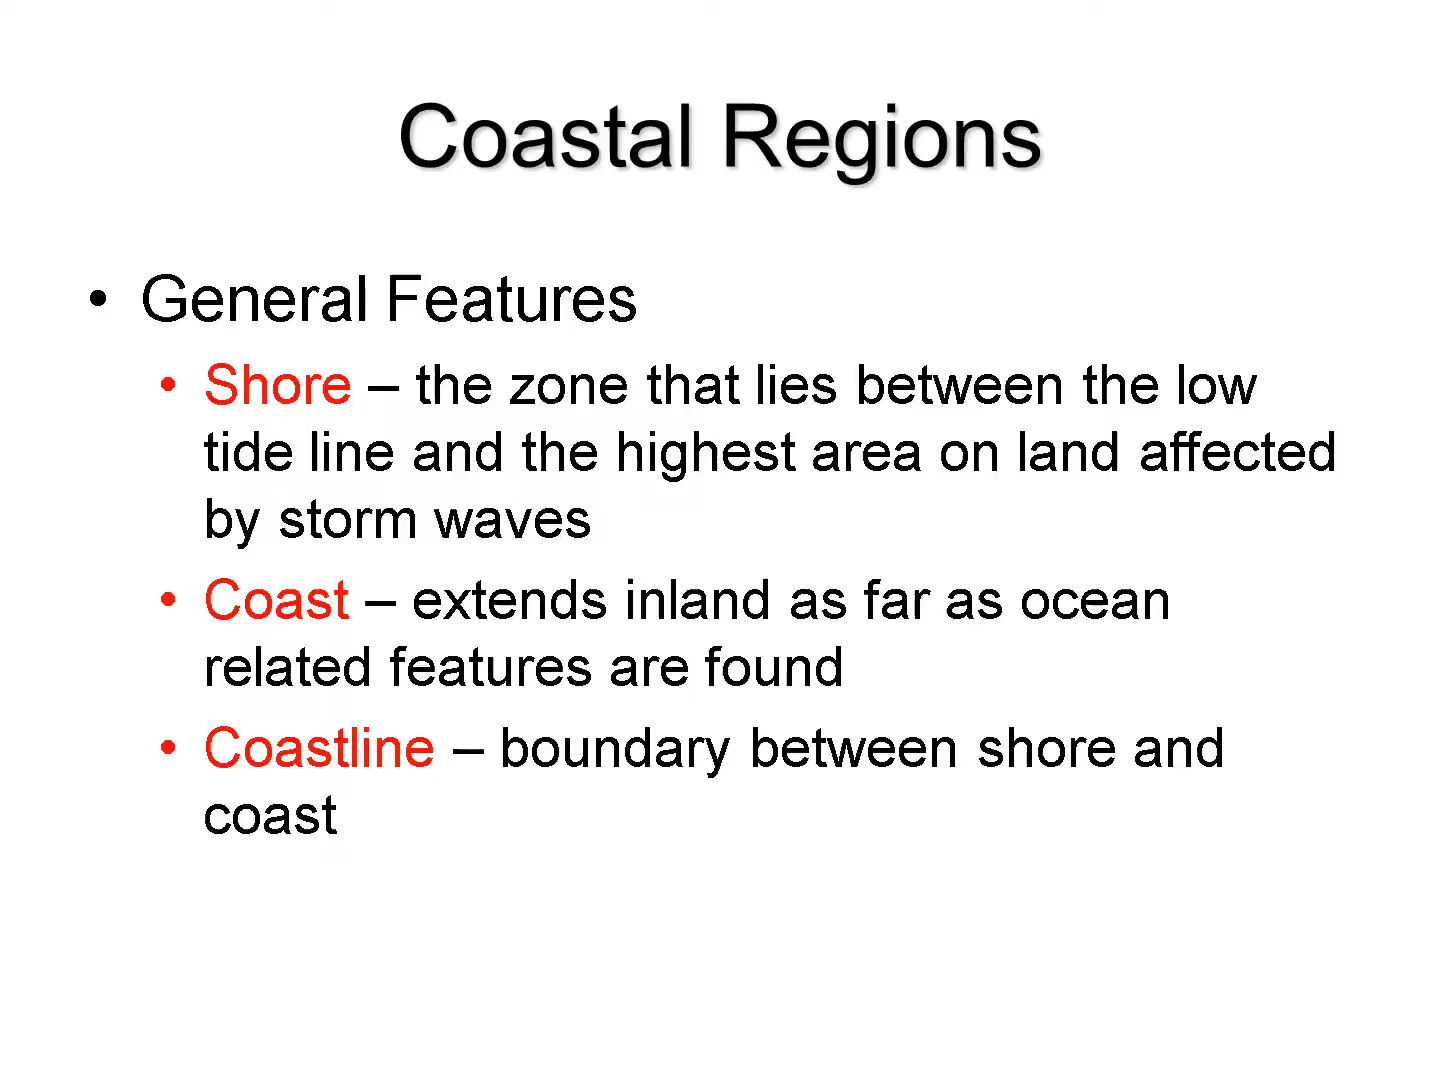 Coastal Regions
• General Features
• Shore – the zone that lies between the low
tide line and the highest area on land affected
by storm waves
• Coast – extends inland as far as ocean
related features are found
• Coastline – boundary between shore and
coast